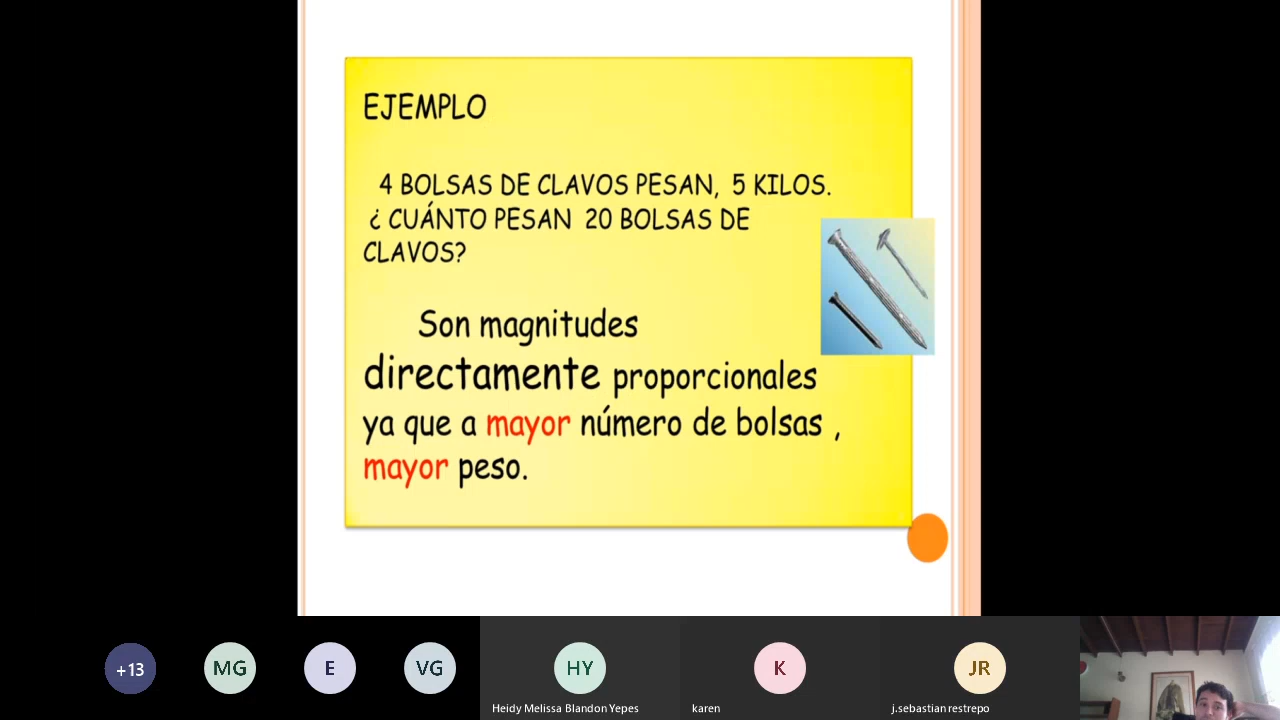 EJEMPLO
4 BOLSAS DE CLAVOS PESAN, 5 KILOS.
¿ CUÁNTO PESAN 20 BOLSAS DE
CLAVOS?
Son magnitudes
directamente proporcionales
ya que a mayor número de bolsas ,
mayor peso.
+13
MG
E
VG
HY
K
JR
Heidy Melissa Blandon Yepes
karen
j.sebastian restrepo